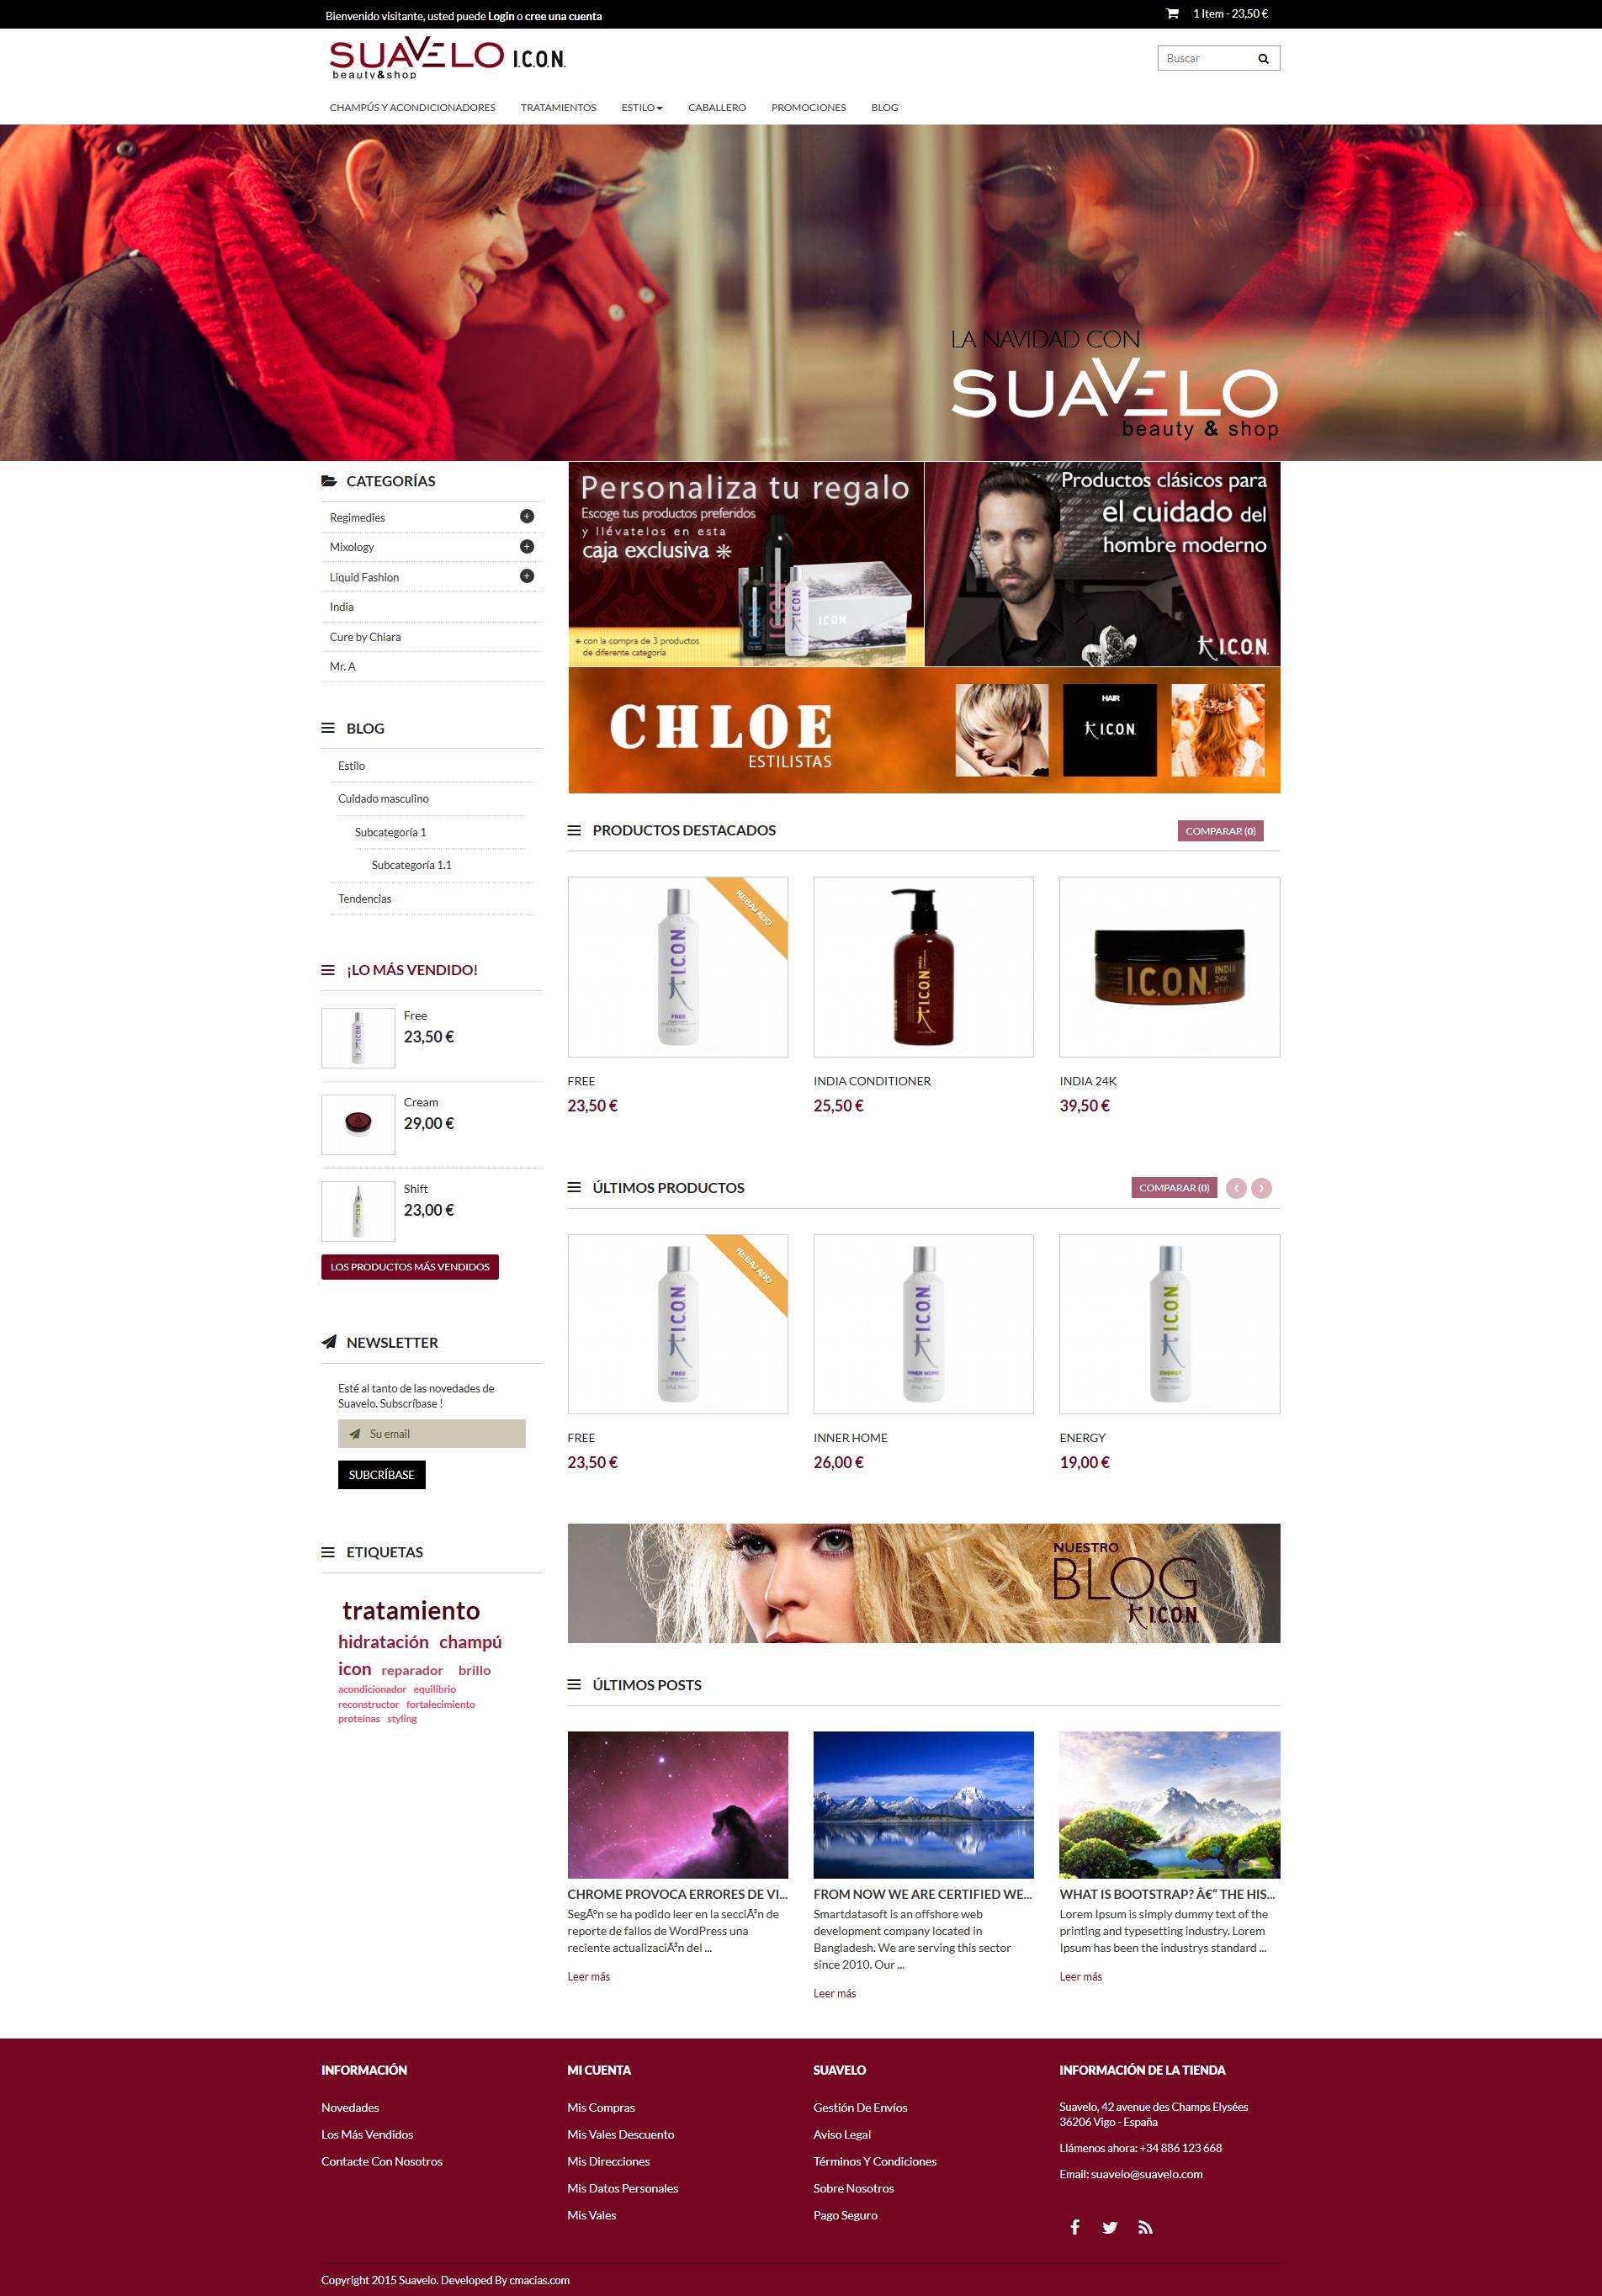 Bienvenido visitante, usted puede Login o cree una cuenta
1 Item - 23,50 €
SUAVELO I.C.O.N.
beauty&shop
Buscar
CHAMPÚS Y ACONDICIONADORES TRATAMIENTOS ESTILO CABALLERO PROMOCIONES BLOG
LA NAVIDAD CON
SUAVELO
beauty & shop
CATEGORÍAS
Regimedies
Mixology
Liquid Fashion
India
Cure by Chiara
Mr. A
Personaliza tu regalo
Escoge tus productos preferidos
y llévatelos en esta
caja exclusiva ✳
ICON
ICON
ICON
ICON
✳ con la compra de 3 productos
de diferente categoría
Productos clásicos para
el cuidado del
hombre moderno
I.C.O.N.
CHLOE
ESTILISTAS
HAIR
I.C.O.N.
BLOG
Estilo
Cuidado masculino
Subcategoría 1
Subcategoría 1.1
Tendencias
¡LO MÁS VENDIDO!
Free
23,50 €
Cream
29,00 €
Shift
23,00 €
LOS PRODUCTOS MÁS VENDIDOS
NEWSLETTER
Esté al tanto de las novedades de
Suavelo. Subscríbase !
Su email
SUBCRÍBASE
ETIQUETAS
tratamiento
hidratación champú
icon reparador brillo
acondicionador equilibrio
reconstructor fortalecimiento
proteínas styling
PRODUCTOS DESTACADOS
COMPARAR (0)
REBAJADO
I.C.O.N.
FREE
I.C.O.N.
INDIA
I.C.O.N.
INDIA
24K
FREE
23,50 €
INDIA CONDITIONER
25,50 €
INDIA 24K
39,50 €
ÚLTIMOS PRODUCTOS
COMPARAR (0)
REBAJADO
I.C.O.N.
FREE
I.C.O.N.
INNER HOME
I.C.O.N.
ENERGY
FREE
23,50 €
INNER HOME
26,00 €
ENERGY
19,00 €
NUESTRO
BLOG
I.C.O.N.
ÚLTIMOS POSTS
CHROME PROVOCA ERRORES DE VI...
SegÃºn se ha podido leer en la secciÃ³n de
reporte de fallos de WordPress una
reciente actualizaciÃ³n del ...
Leer más
FROM NOW WE ARE CERTIFIED WE...
Smartdatasoft is an offshore web
development company located in
Bangladesh. We are serving this sector
since 2010. Our ...
Leer más
WHAT IS BOOTSTRAP? Â€“ THE HIS...
Lorem Ipsum is simply dummy text of the
printing and typesetting industry. Lorem
Ipsum has been the industrys standard ...
Leer más
INFORMACIÓN
Novedades
Los Más Vendidos
Contacte Con Nosotros
MI CUENTA
Mis Compras
Mis Vales Descuento
Mis Direcciones
Mis Datos Personales
Mis Vales
SUAVELO
Gestión De Envíos
Aviso Legal
Términos Y Condiciones
Sobre Nosotros
Pago Seguro
INFORMACIÓN DE LA TIENDA
Suavelo, 42 avenue des Champs Elysées
36206 Vigo - España
Llámenos ahora: +34 886 123 668
Email: suavelo@suavelo.com
Copyright 2015 Suavelo. Developed By cmacias.com